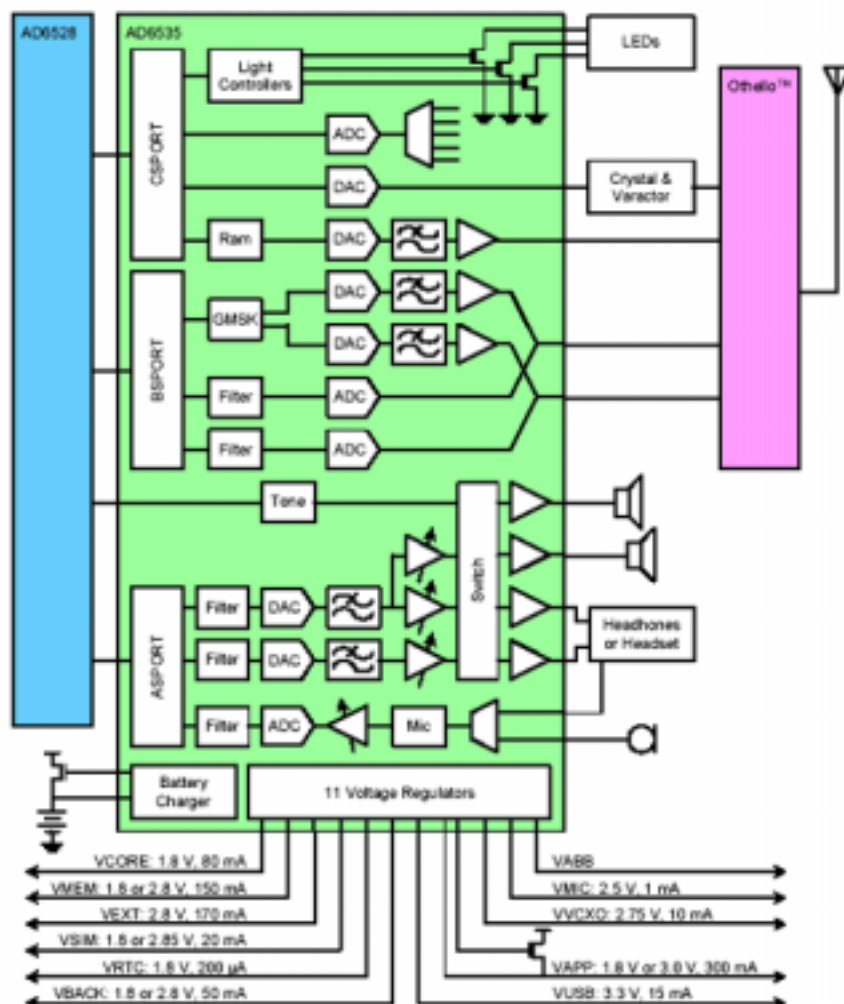 AD6528
AD6535
Othello™
LEDs
Light
Controllers
CSPORT
ADC
DAC
Crystal &
Varactor
Ram
DAC
BSPORT
GMSK
DAC
DAC
Filter
ADC
Filter
ADC
Tone
Switch
ASPORT
Filter
DAC
Headhones
or Headset
Filter
DAC
Filter
ADC
Mic
Battery
Charger
11 Voltage Regulators
VCORE: 1.8 V, 80 mA
VABB
VMEM: 1.8 or 2.8 V, 150 mA
VMIC: 2.5 V, 1 mA
VEXT: 2.8 V, 170 mA
VVCXO: 2.75 V, 10 mA
VSIM: 1.8 or 2.85 V, 20 mA
VRTC: 1.8 V, 200 µA
VAPP: 1.8 V or 3.0 V, 300 mA
VBACK: 1.8 or 2.8 V, 50 mA
VUSB: 3.3 V, 15 mA